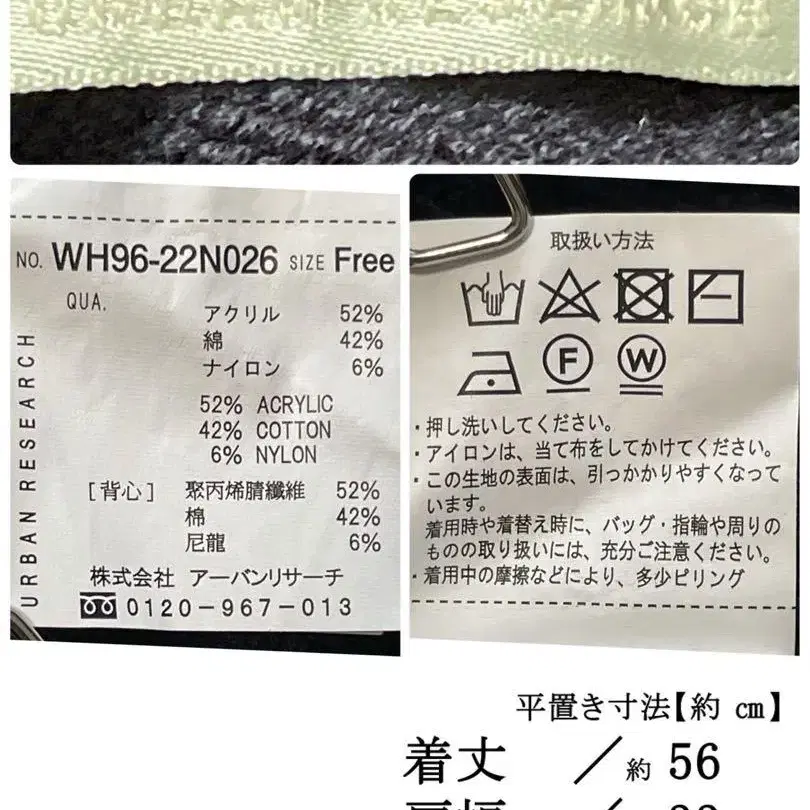 NO. WH96-22N026 SIZE Free
QUA.
アクリル 52%
綿 42%
ナイロン 6%
52% ACRYLIC
42% COTTON
6% NYLON
[背心] 聚丙烯腈纖維 52%
棉 42%
尼龍 6%
株式会社 アーバンリサーチ
0120-967-013
URBAN RESEARCH
取扱い方法
F W
・押し洗いしてください。
・アイロンは、当て布をしてかけてください。
・この生地の表面は、引っかかりやすくなって
います。
着用時や着替え時に、バッグ・指輪や周りの
ものの取り扱いには、充分ご注意ください。
・着用中の摩擦などにより、多少ピリング
平置き寸法【約 cm】
着丈 ／約 56